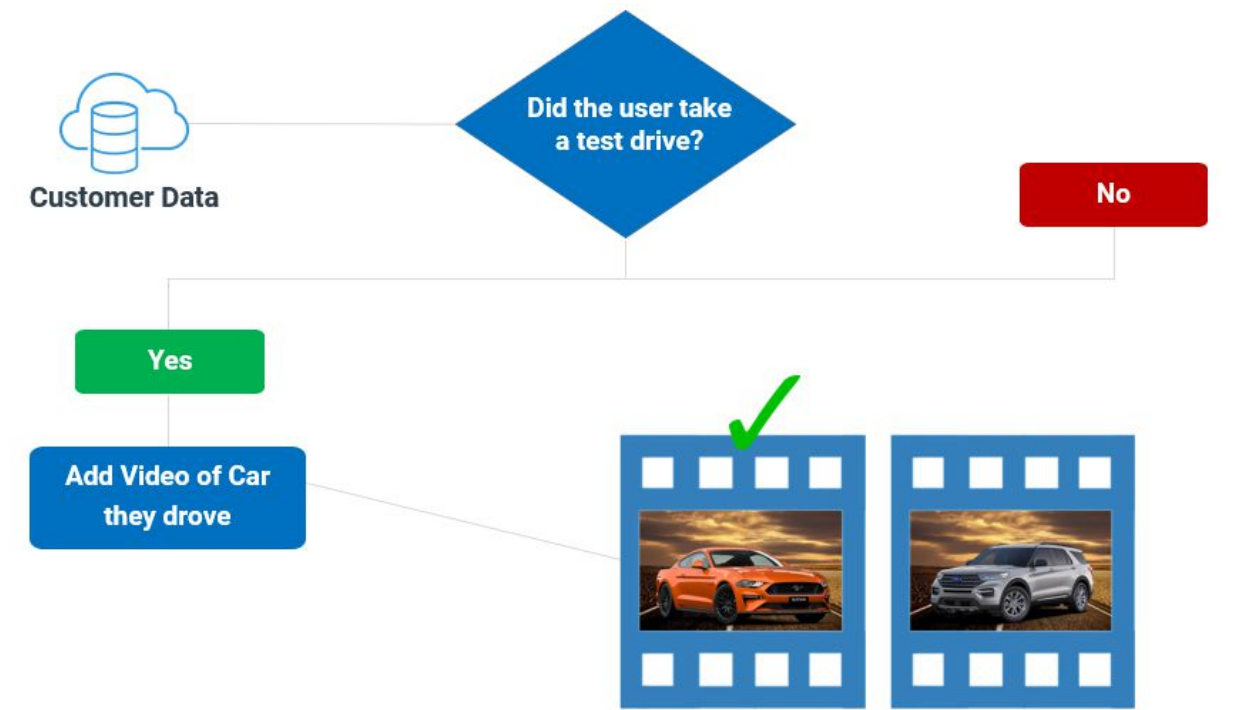 Did the user take
a test drive?
Customer Data
No
Yes
Add Video of Car
they drove